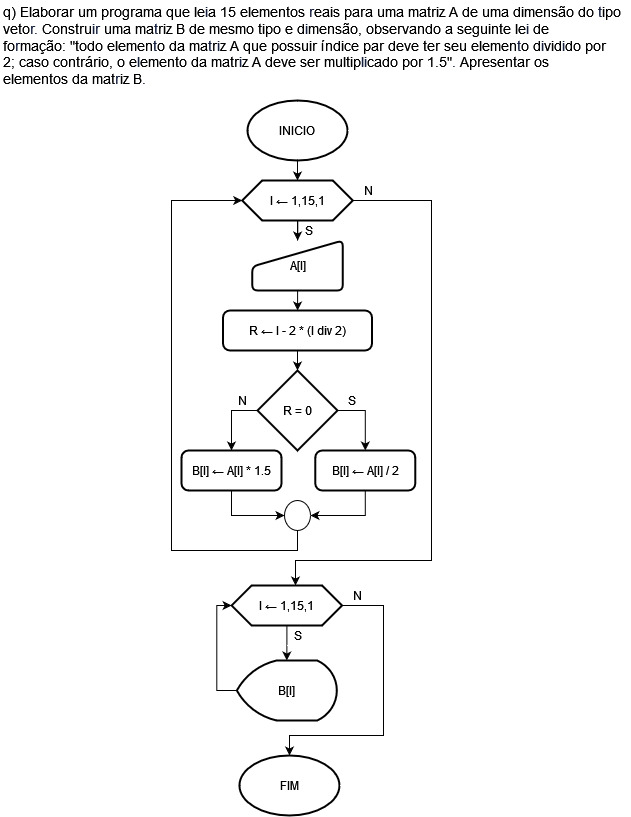 q) Elaborar um programa que leia 15 elementos reais para uma matriz A de uma dimensão do tipo
vetor. Construir uma matriz B de mesmo tipo e dimensão, observando a seguinte lei de
formação: "todo elemento da matriz A que possuir índice par deve ter seu elemento dividido por
2; caso contrário, o elemento da matriz A deve ser multiplicado por 1.5". Apresentar os
elementos da matriz B.
INICIO
I ← 1,15,1
N
S
A[I]
R ← I - 2 * (I div 2)
N
R = 0
S
B[I] ← A[I] * 1.5
B[I] ← A[I] / 2
I ← 1,15,1
N
S
B[I]
FIM